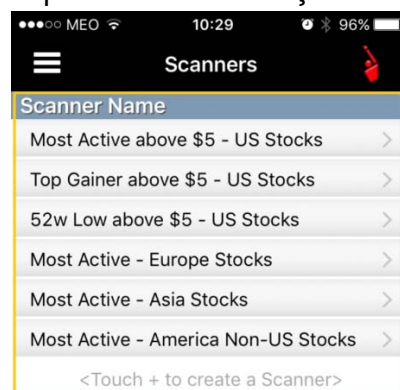 MEO 10:29 96%
Scanners
Scanner Name
Most Active above $5 - US Stocks
Top Gainer above $5 - US Stocks
52w Low above $5 - US Stocks
Most Active - Europe Stocks
Most Active - Asia Stocks
Most Active - America Non-US Stocks
<Touch + to create a Scanner>